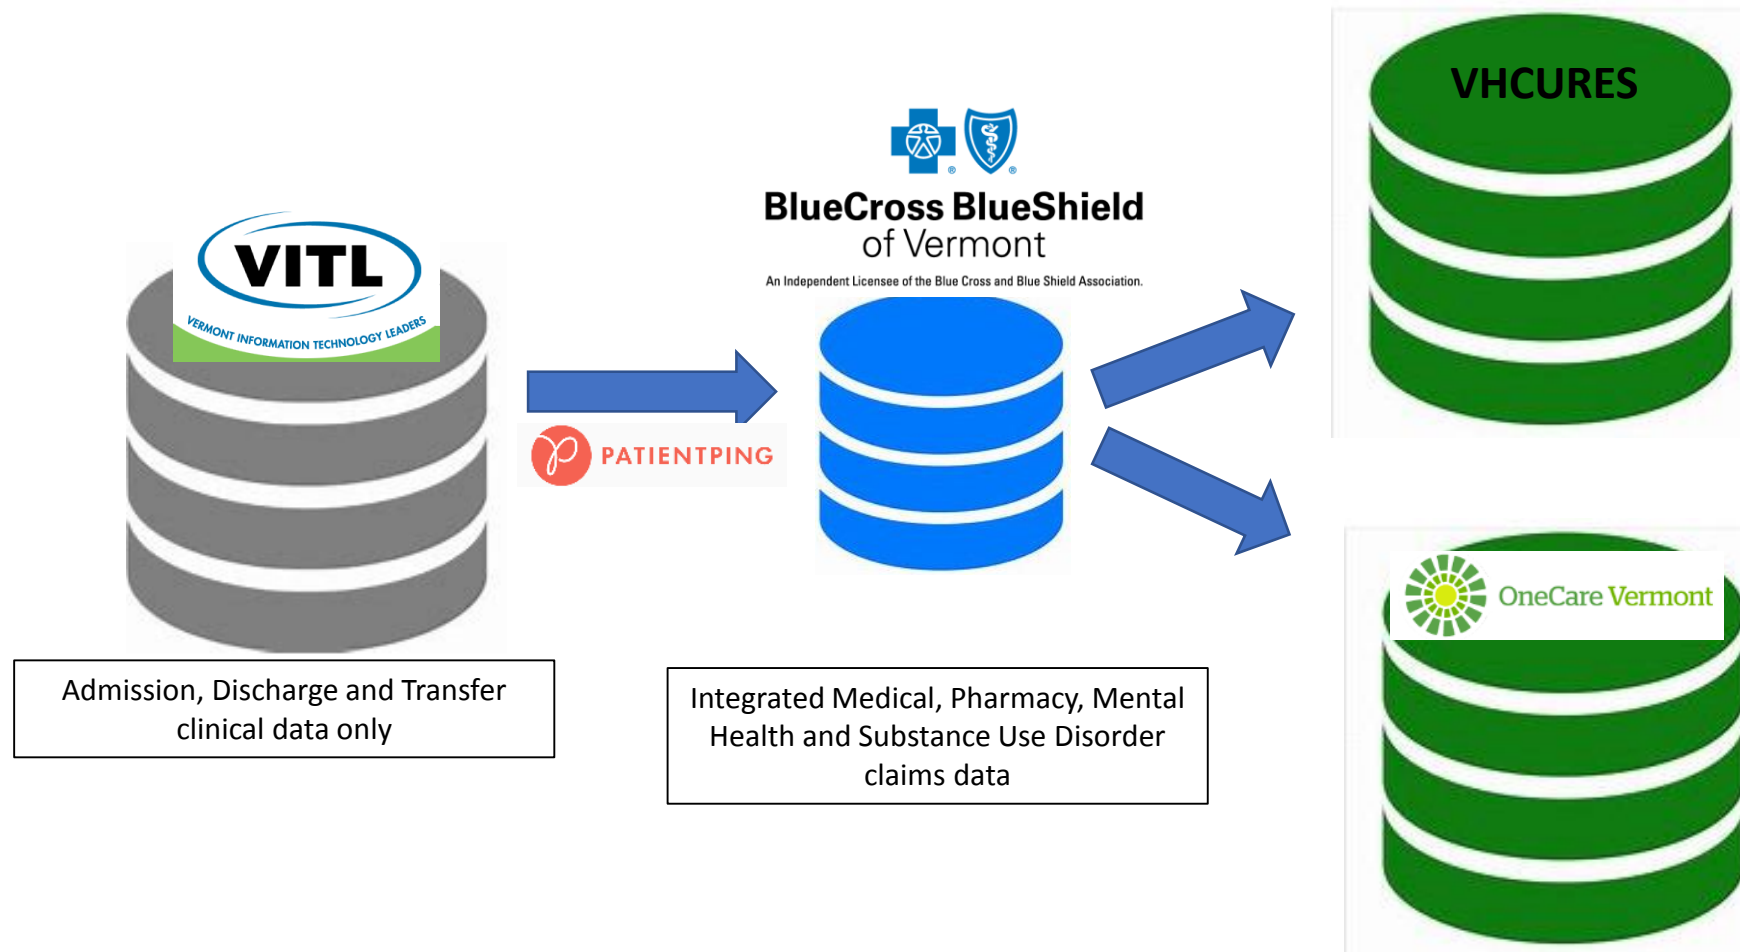 VITL
VERMONT INFORMATION TECHNOLOGY LEADERS
Admission, Discharge and Transfer
clinical data only
PATIENTPING
® ®
BlueCross BlueShield
of Vermont
An Independent Licensee of the Blue Cross and Blue Shield Association.
Integrated Medical, Pharmacy, Mental
Health and Substance Use Disorder
claims data
VHCURES
OneCare Vermont